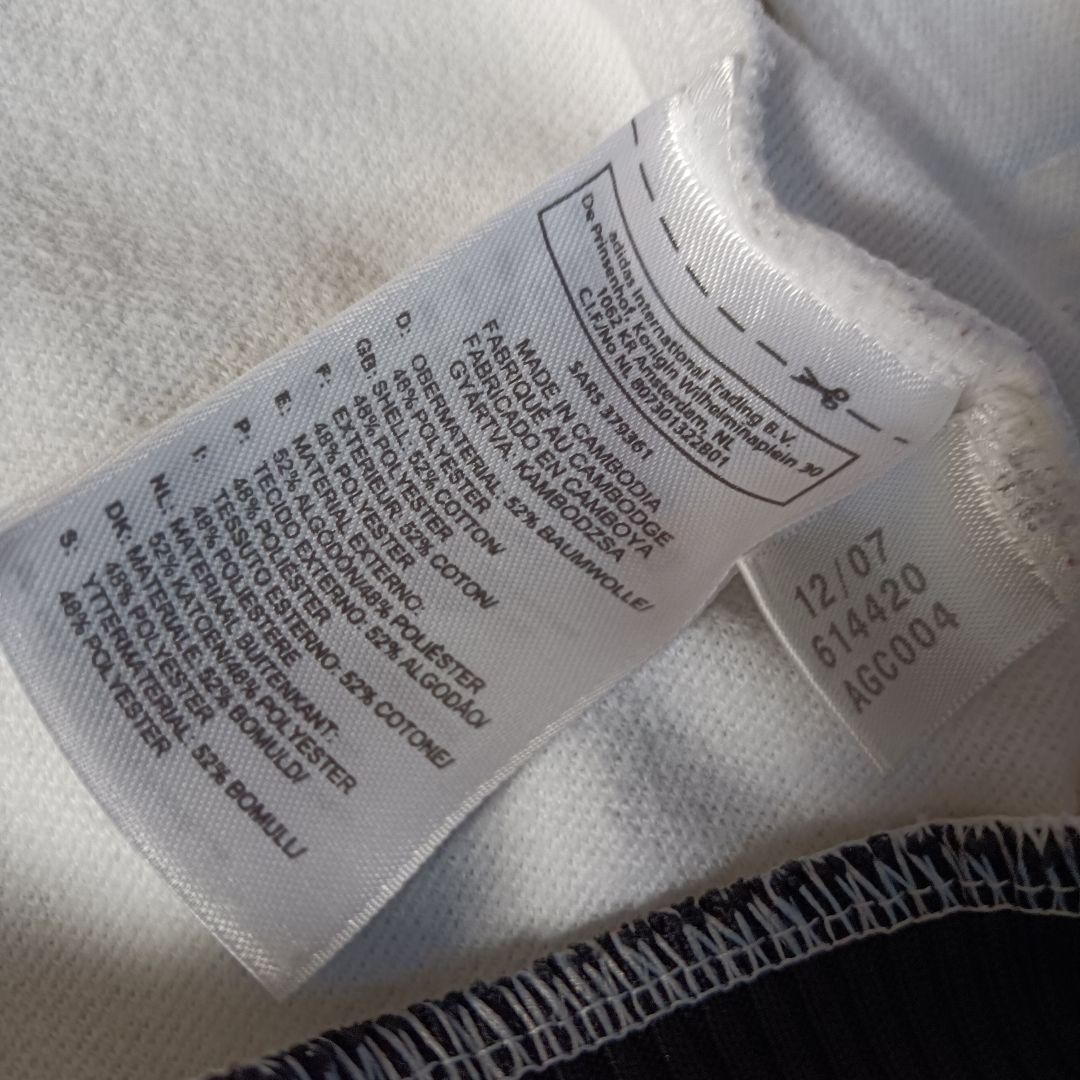 adidas International Trading B.V.
De Prinsenhof, Konigin Wilhelminaplein 30
1062 KR Amsterdam, NL
C.I.F/No NL 807301322B01
SARS 379361
MADE IN CAMBODIA
FABRIQUÉ AU CAMBODGE
FABRICADO EN CAMBOYA
GYÁRTVA: KAMBODZSA
D: OBERMATERIAL: 52% BAUMWOLLE/
48% POLYESTER
GB: SHELL: 52% COTTON/
48% POLYESTER
F: EXTERIEUR: 52% COTON/
48% POLYESTER
E: MATERIAL EXTERNO:
52% ALGODÓN/48% POLIÉSTER
P: TECIDO EXTERNO: 52% ALGODÃO/
48% POLIÉSTER
I: TESSUTO ESTERNO: 52% COTONE/
48% POLIESTERE
NL: MATERIAAL BUITENKANT:
52% KATOEN/48% POLYESTER
DK: MATERIALE: 52% BOMULD/
48% POLYESTER
S: YTTERMATERIAL: 52% BOMULL/
48% POLYESTER
12/07
614420
AGC004